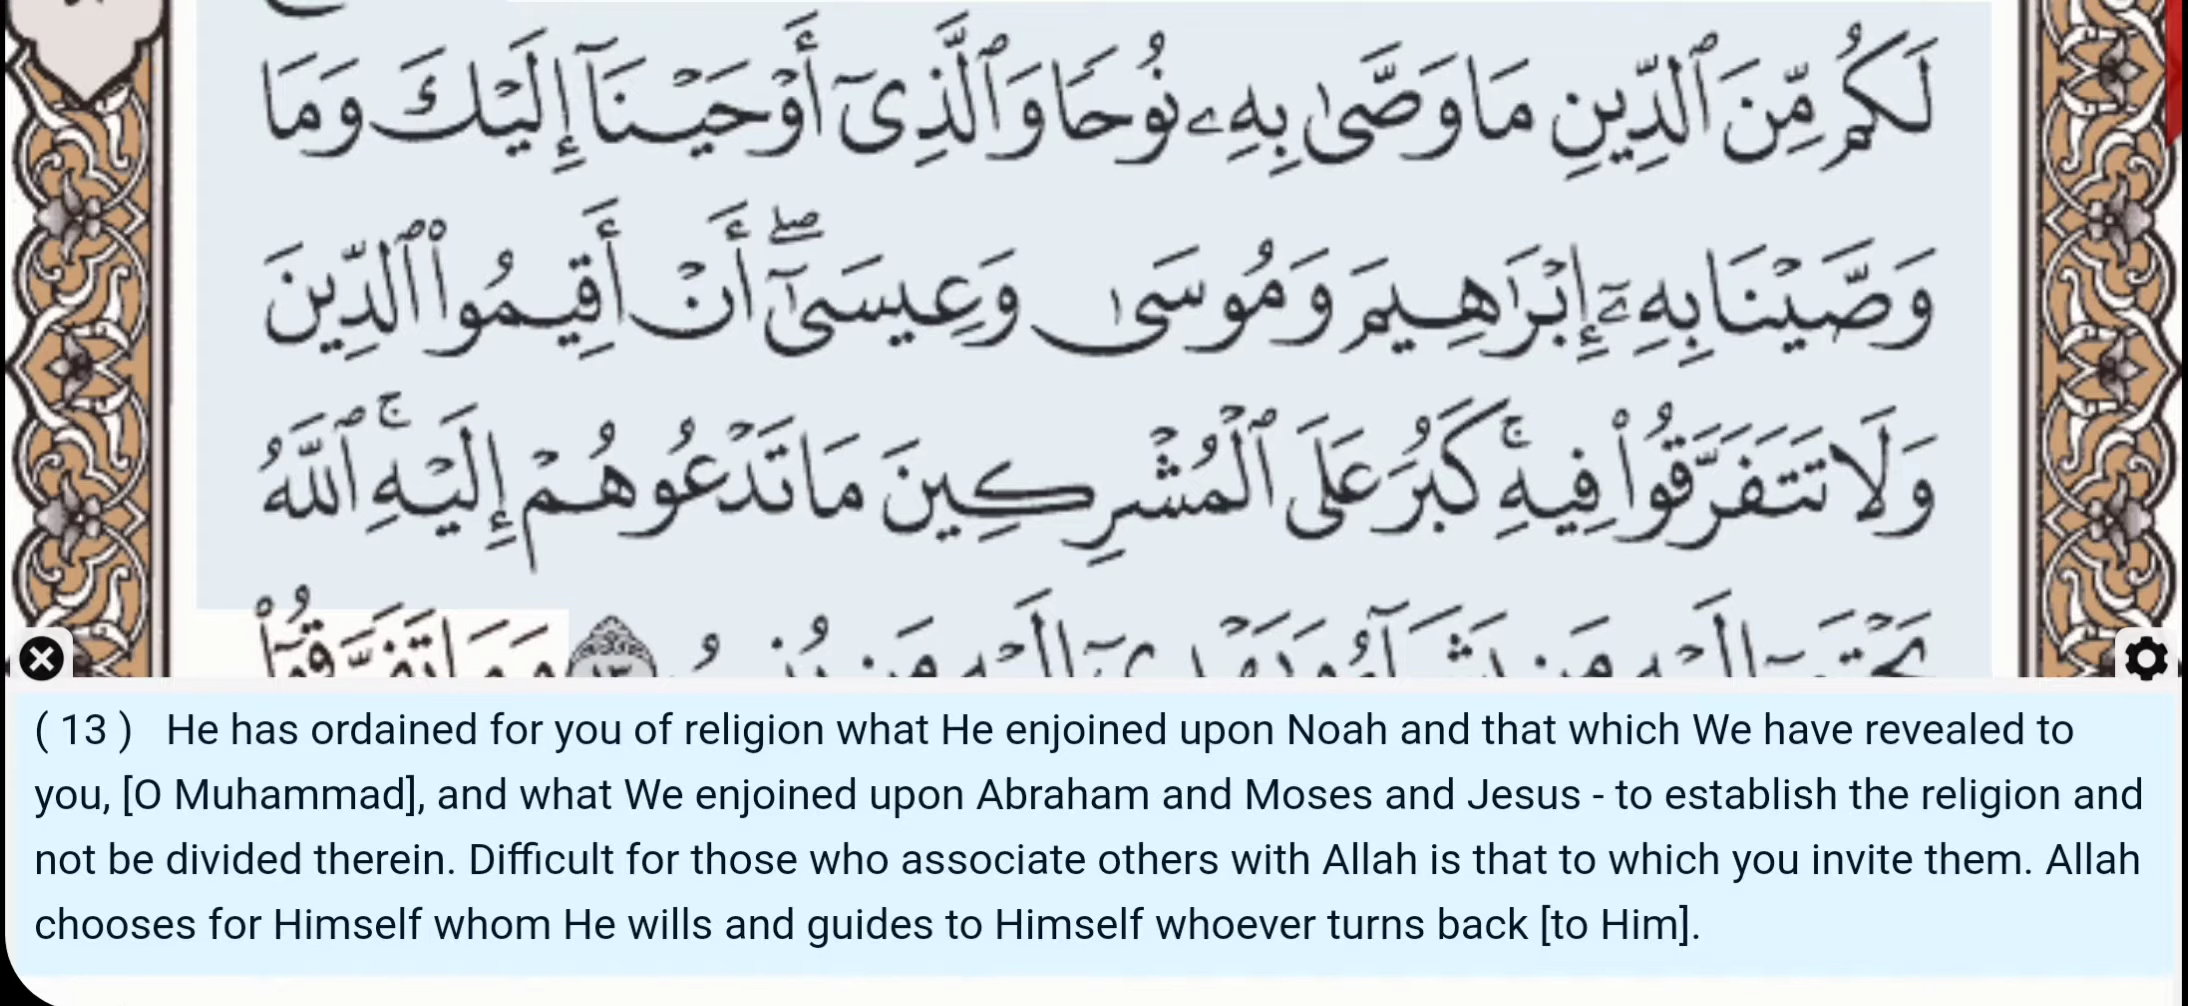 لَكُم مِّنَ ٱلدِّينِ مَا وَصَّىٰ بِهِۦ نُوحًا وَٱلَّذِىٓ أَوْحَيْنَآ إِلَيْكَ وَمَا
وَصَّيْنَا بِهِۦٓ إِبْرَٰهِيمَ وَمُوسَىٰ وَعِيسَىٰٓ ۖ أَنْ أَقِيمُوا۟ ٱلدِّينَ
وَلَا تَتَفَرَّقُوا۟ فِيهِ ۚ كَبُرَ عَلَى ٱلْمُشْرِكِينَ مَا تَدْعُوهُمْ إِلَيْهِ ۚ ٱللَّهُ
( 13 ) He has ordained for you of religion what He enjoined upon Noah and that which We have revealed to
you, [O Muhammad], and what We enjoined upon Abraham and Moses and Jesus - to establish the religion and
not be divided therein. Difficult for those who associate others with Allah is that to which you invite them. Allah
chooses for Himself whom He wills and guides to Himself whoever turns back [to Him].